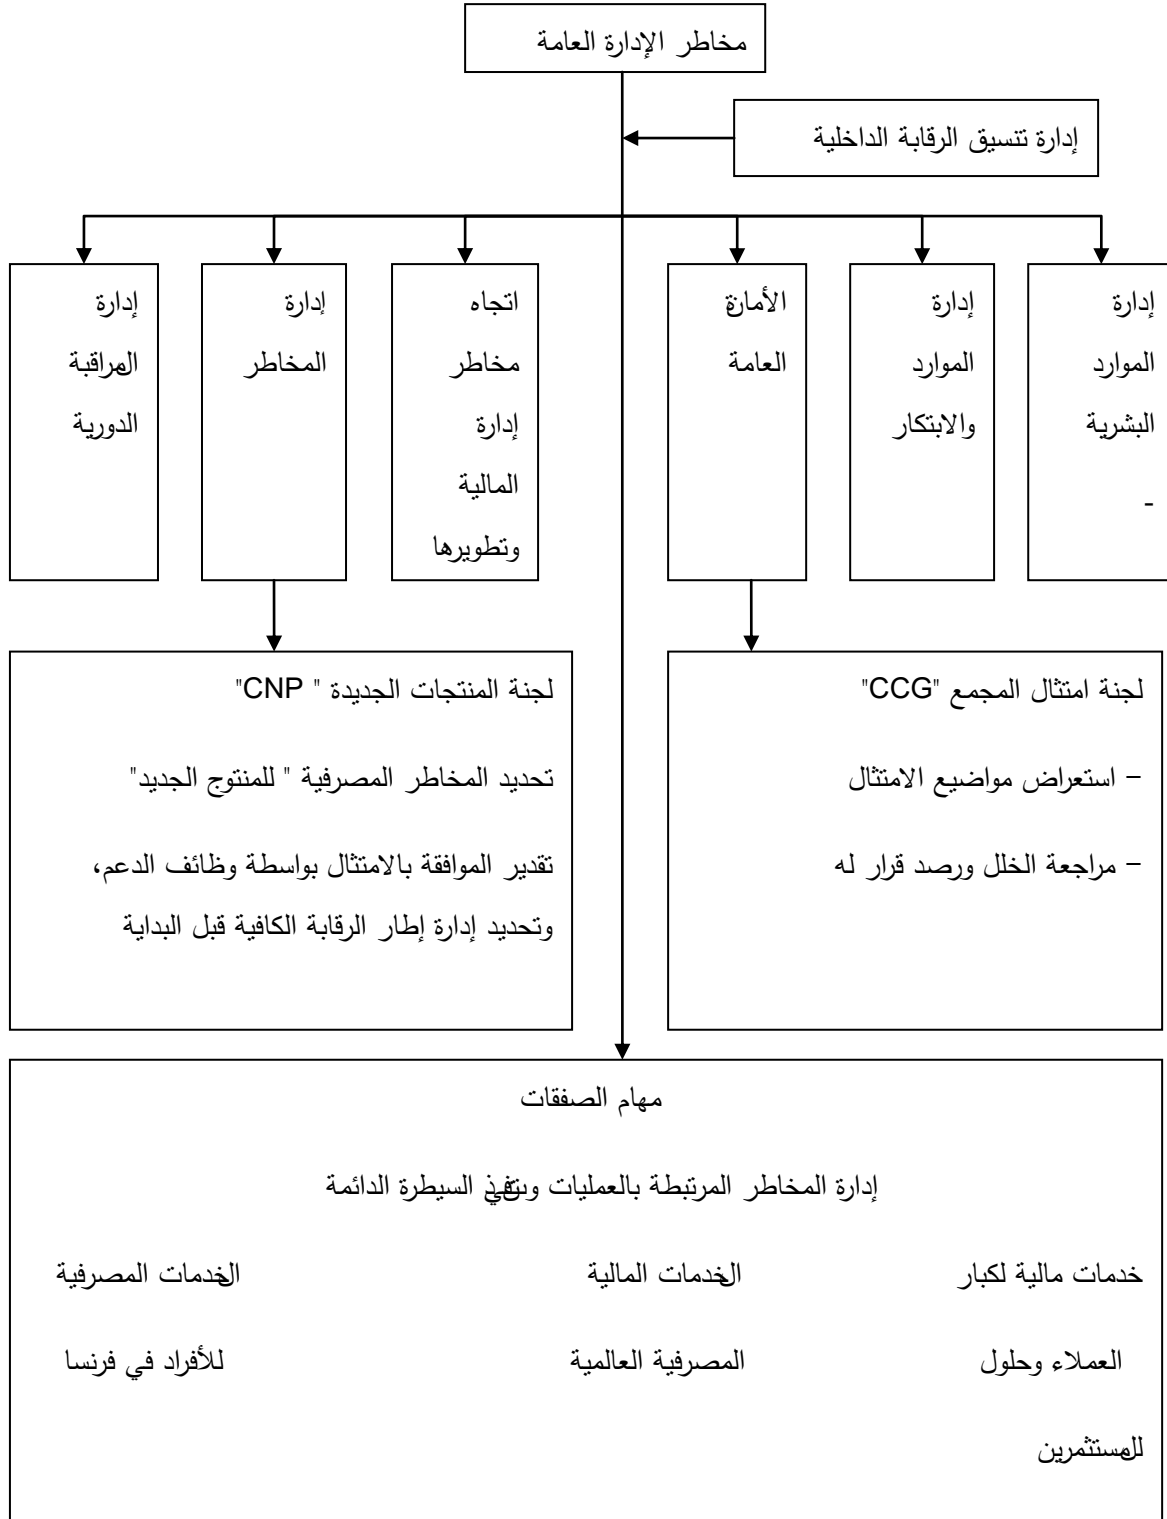 مخاطر الإدارة العامة
إدارة تنسيق الرقابة الداخلية
إدارة
الموارد
البشرية
-
إدارة
الموارد
والابتكار
الأمانة
العامة
اتجاه
مخاطر
إدارة
المالية
وتطويرها
إدارة
المخاطر
إدارة
المراقبة
الدورية
لجنة امتثال المجمع "CCG"
– استعراض مواضيع الامتثال
– مراجعة الخلل ورصد قرار له
لجنة المنتجات الجديدة " CNP"
تحديد المخاطر المصرفية " للمنتوج الجديد"
تقدير الموافقة بالامتثال بواسطة وظائف الدعم،
وتحديد إدارة إطار الرقابة الكافية قبل البداية
مهام الصفقات
إدارة المخاطر المرتبطة بالعمليات وتنفيذ السيطرة الدائمة
خدمات مالية لكبار
العملاء وحلول
للمستثمرين
الخدمات المالية
المصرفية العالمية
الخدمات المصرفية
للأفراد في فرنسا